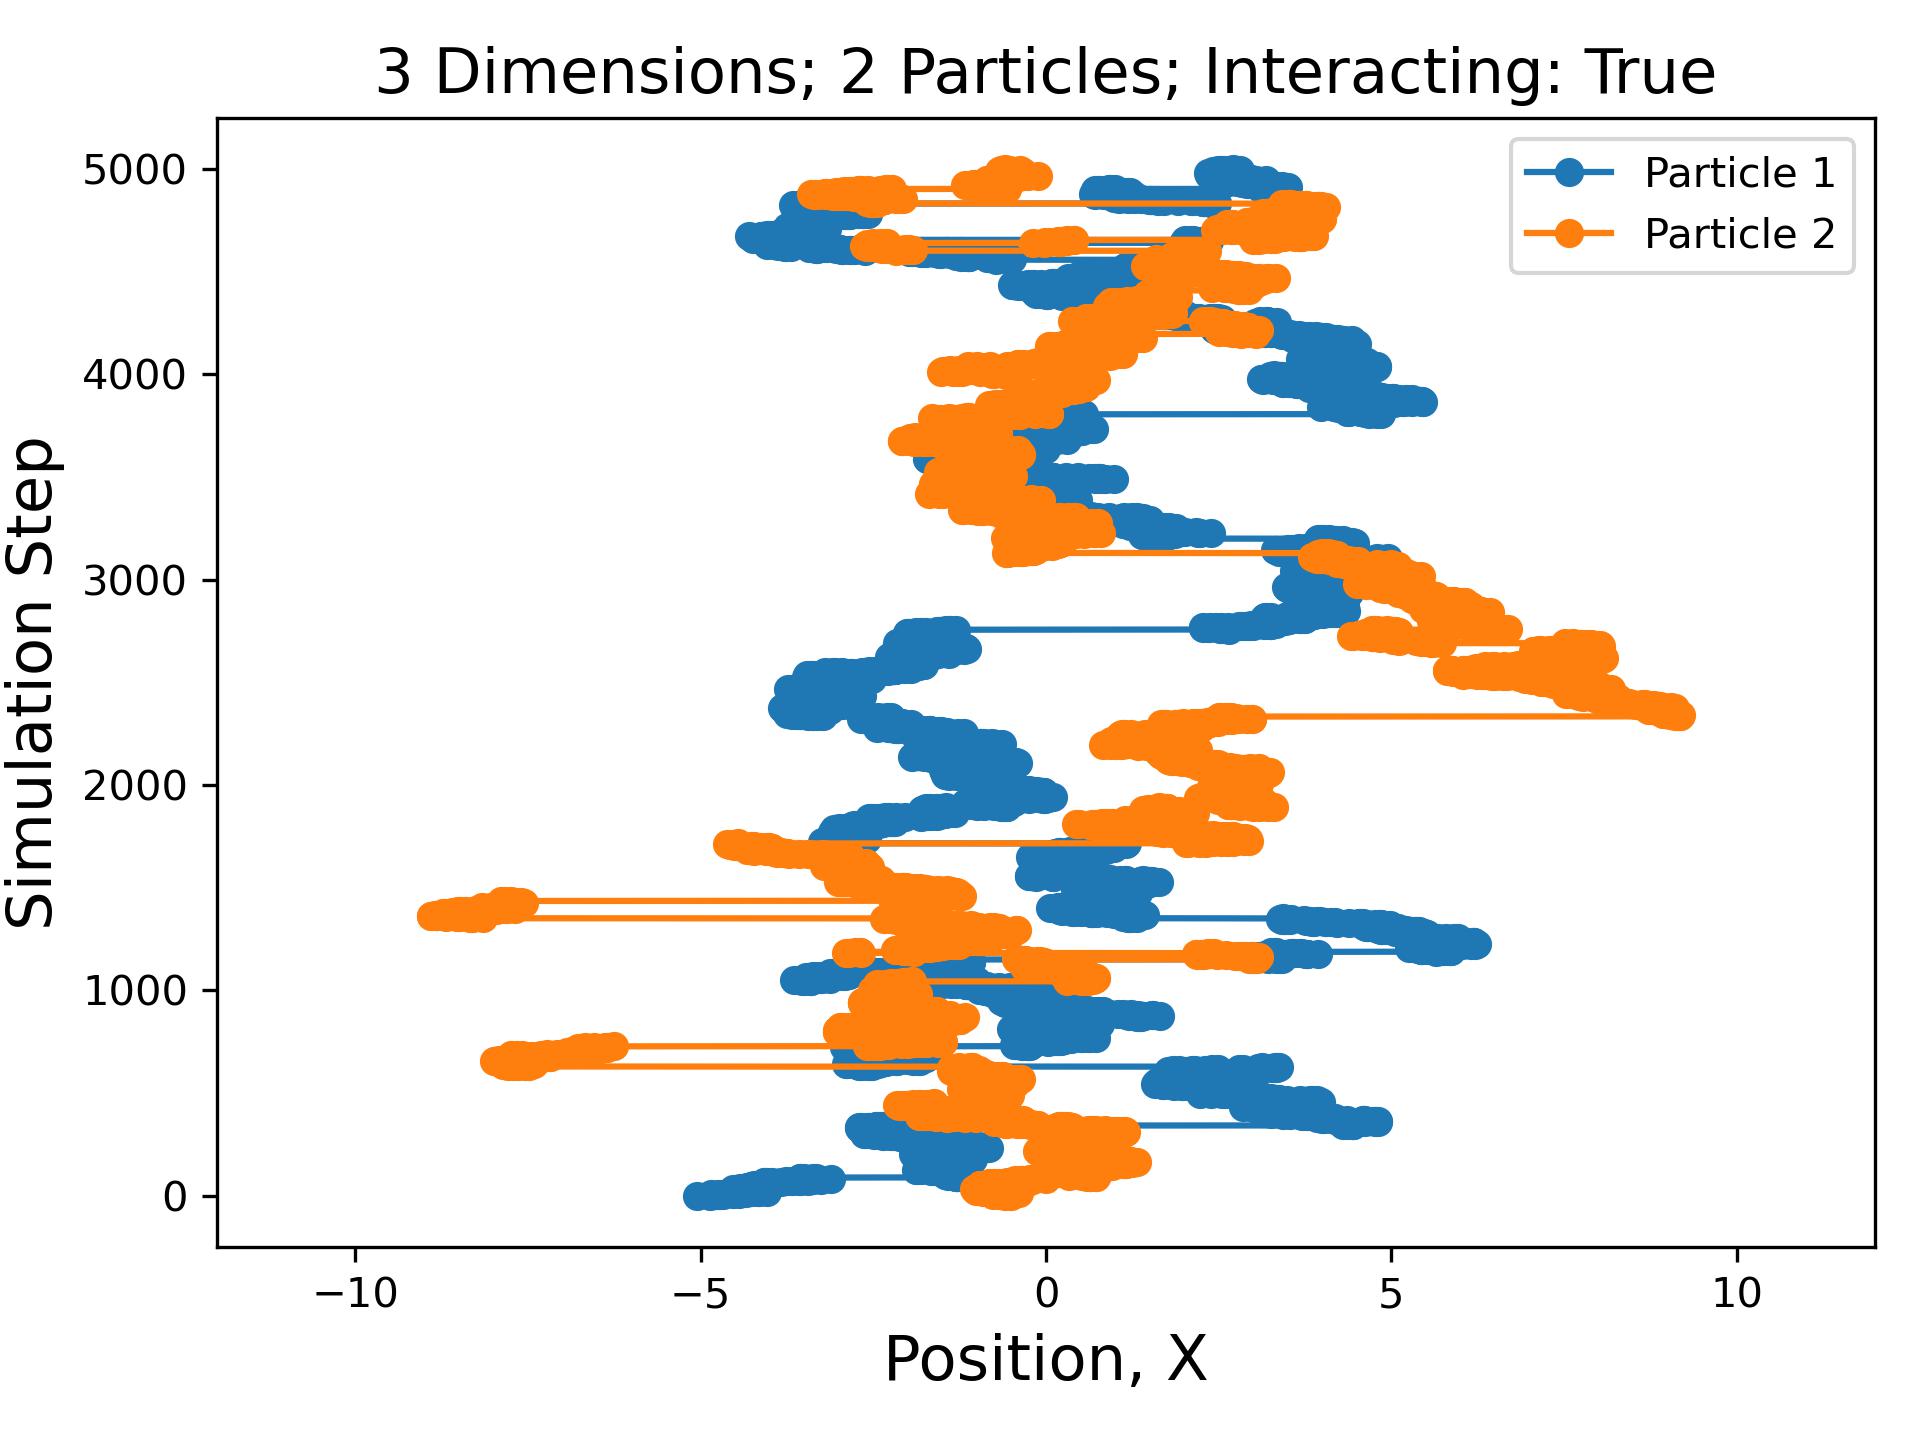 3 Dimensions; 2 Particles; Interacting: True
Particle 1
Particle 2
Simulation Step
5000
4000
3000
2000
1000
0
−10
−5
0
5
10
Position, X